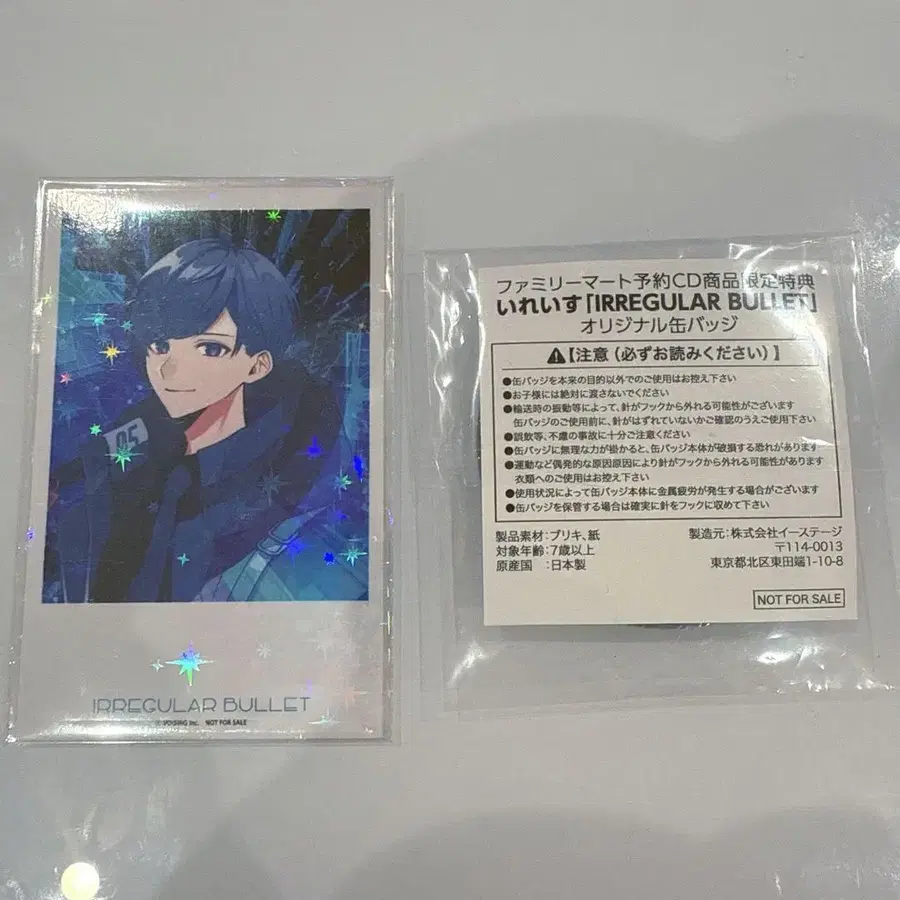 05
IRREGULAR BULLET
© VOISING Inc. NOT FOR SALE
ファミリーマート予約CD商品限定特典
いれいす「IRREGULAR BULLET」
オリジナル缶バッジ
⚠【注意（必ずお読みください）】
●缶バッジを本来の目的以外でのご使用はお控え下さい
●お子様には絶対に渡さないでください
●輸送時の振動等によって、針がフックから外れる可能性がございます
缶バッジのご使用前に、針がはずれていないかご確認のうえご使用下さい
●誤飲等、不慮の事故に十分ご注意ください
●缶バッジに無理な力が掛かると、缶バッジ本体が破損する恐れがあります
●運動など偶発的な原因原因により針がフックから外れる可能性があります
衣類へのご使用はお控え下さい
●使用状況によって缶バッジ本体に金属疲労が発生する場合がございます
●缶バッジを保管する場合は確実に針をフックに収めて下さい
製品素材：ブリキ、紙
対象年齢：7歳以上
原産国　：日本製
製造元：株式会社イーステージ
〒114-0013
東京都北区東田端1-10-8
NOT FOR SALE